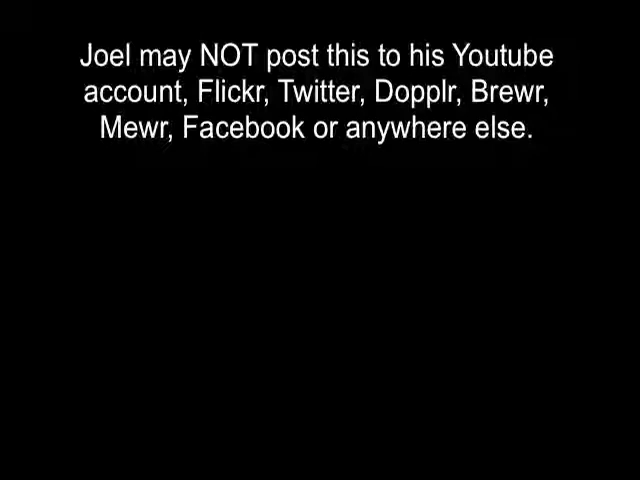 Joel may NOT post this to his Youtube
account, Flickr, Twitter, Dopplr, Brewr,
Mewr, Facebook or anywhere else.